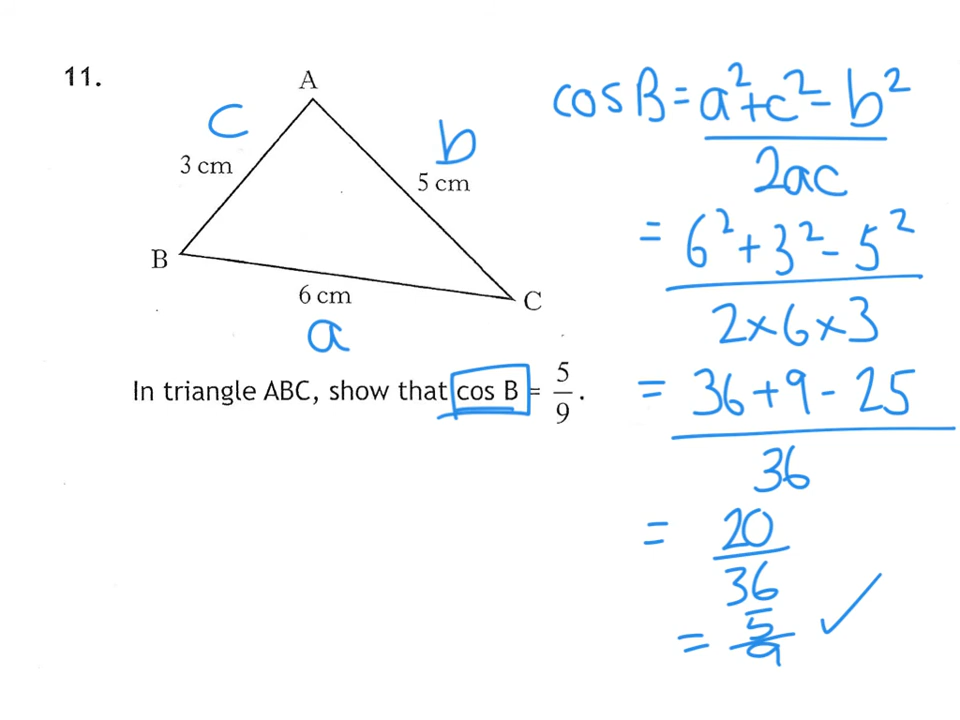 11.
A
c
3 cm
b
5 cm
B
6 cm
C
a
In triangle ABC, show that cos B = 5/9.
cos B = a²+c²-b² / 2ac
= 6²+3²-5² / 2×6×3
= 36+9-25 / 36
= 20/36
= 5/9 ✓